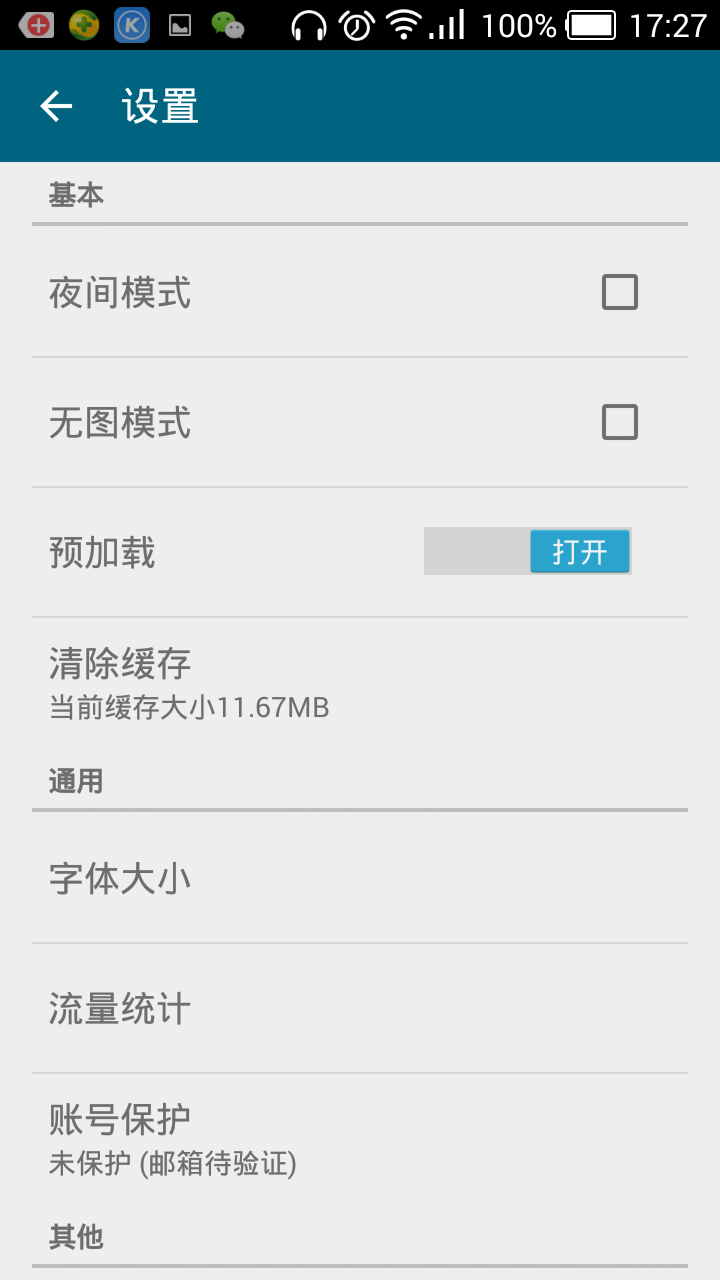 100% 17:27
设置
基本
夜间模式
无图模式
预加载 打开
清除缓存
当前缓存大小11.67MB
通用
字体大小
流量统计
账号保护
未保护 (邮箱待验证)
其他